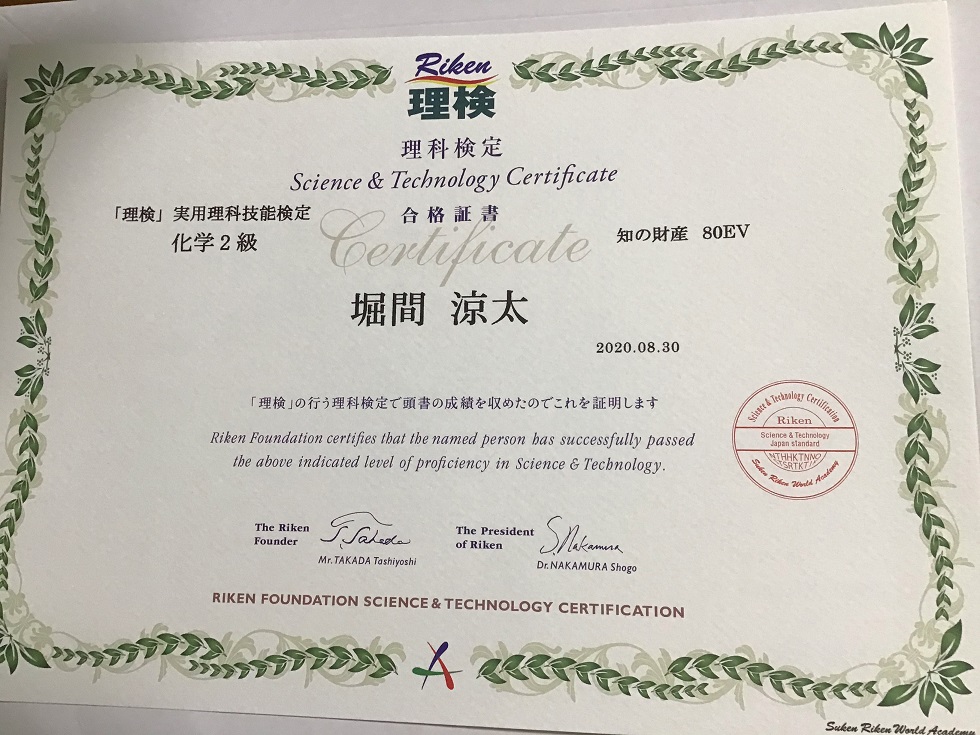 Riken
理検
理科検定
Science & Technology Certificate
「理検」実用理科技能検定
合格証書
化学2級
Certificate
知の財産 80EV
堀間 涼太
2020.08.30
「理検」の行う理科検定で頭書の成績を収めたのでこれを証明します
Riken Foundation certifies that the named person has successfully passed
the above indicated level of proficiency in Science & Technology.
Science & Technology Certification
Riken
Science & Technology
Japan standard
Suken Riken World Academy
The Riken
Founder
Mr.TAKADA Tashiyoshi
The President
of Riken
S.Nakamura
Dr.NAKAMURA Shogo
RIKEN FOUNDATION SCIENCE & TECHNOLOGY CERTIFICATION
Suken Riken World Academy